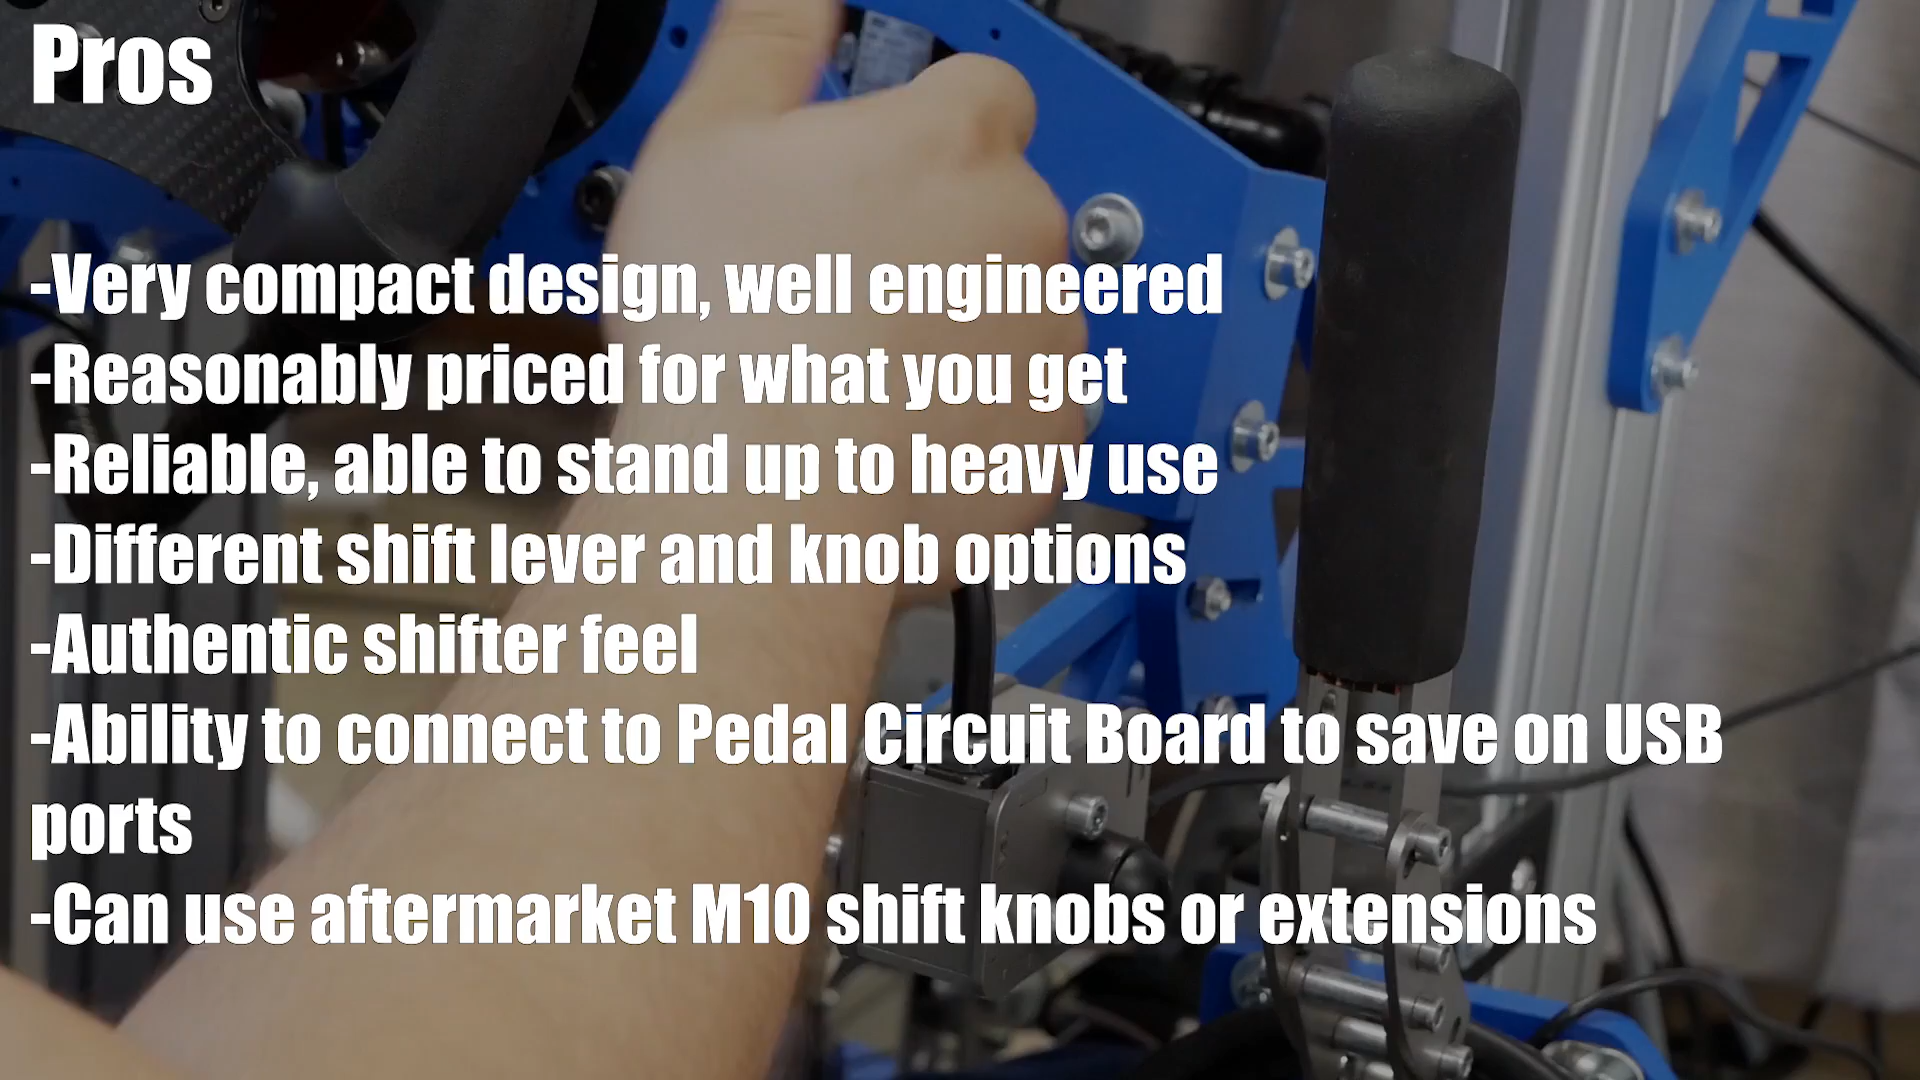 Pros
-Very compact design, well engineered
-Reasonably priced for what you get
-Reliable, able to stand up to heavy use
-Different shift lever and knob options
-Authentic shifter feel
-Ability to connect to Pedal Circuit Board to save on USB
ports
-Can use aftermarket M10 shift knobs or extensions